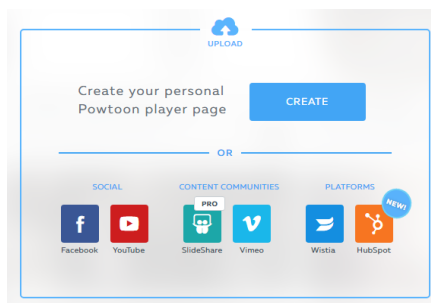 UPLOAD
Create your personal
Powtoon player page
CREATE
OR
SOCIAL
CONTENT COMMUNITIES
PLATFORMS
PRO
NEW!
Facebook
YouTube
SlideShare
Vimeo
Wistia
HubSpot